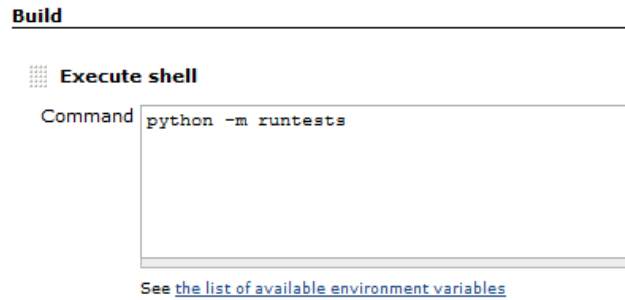 Build
Execute shell
Command
python -m runtests
See the list of available environment variables